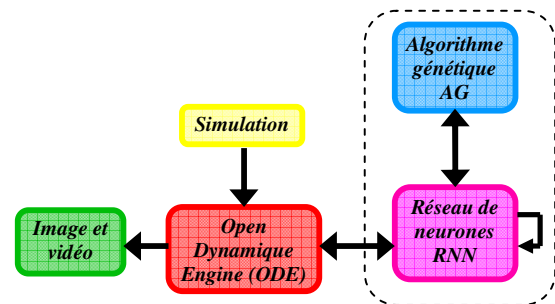 Algorithme
génétique
AG
Simulation
Image et
vidéo
Open
Dynamique
Engine (ODE)
Réseau de
neurones
RNN